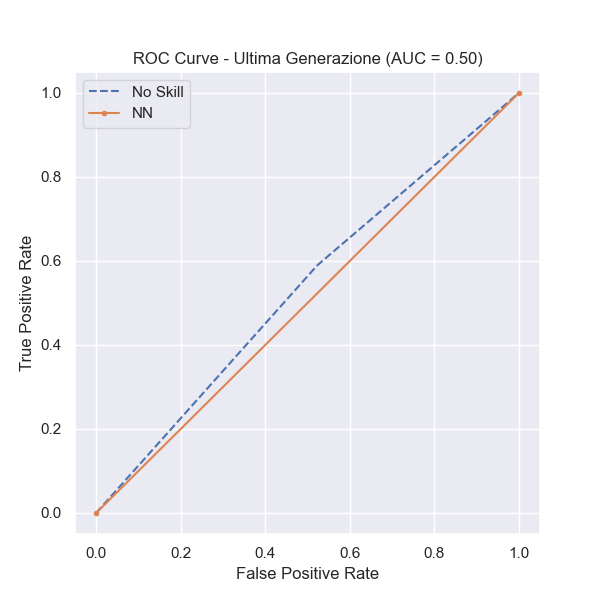 ROC Curve - Ultima Generazione (AUC = 0.50)
No Skill
NN
True Positive Rate
1.0
0.8
0.6
0.4
0.2
0.0
0.0 0.2 0.4 0.6 0.8 1.0
False Positive Rate